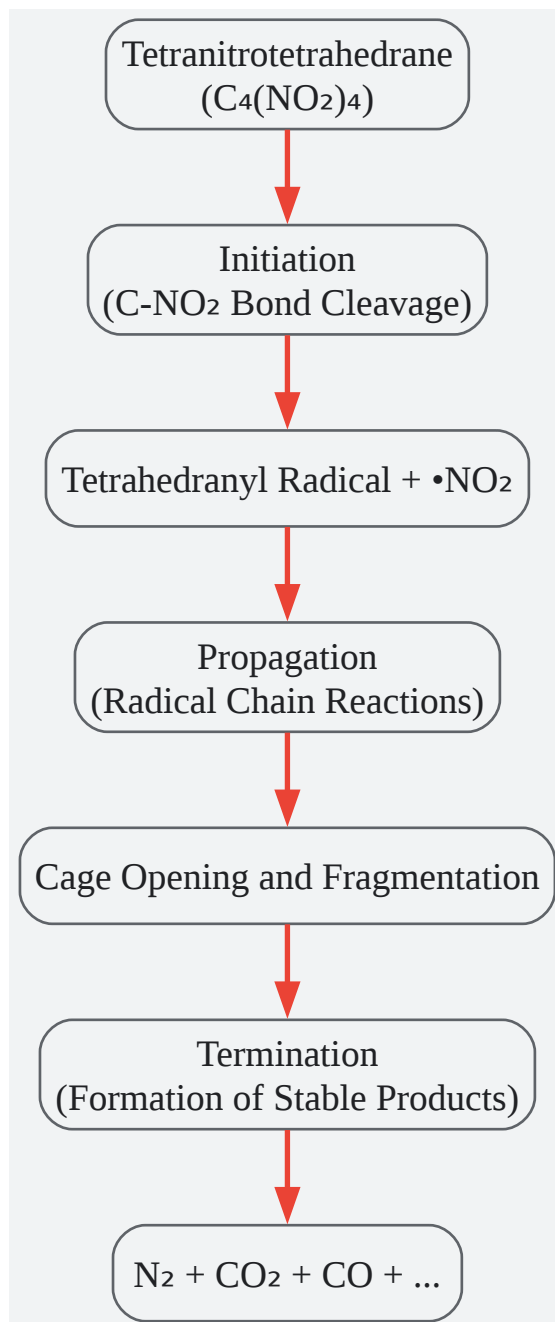 Tetranitrotetrahedrane
(C₄(NO₂)₄)
Initiation
(C-NO₂ Bond Cleavage)
Tetrahedranyl Radical + •NO₂
Propagation
(Radical Chain Reactions)
Cage Opening and Fragmentation
Termination
(Formation of Stable Products)
N₂ + CO₂ + CO + ...